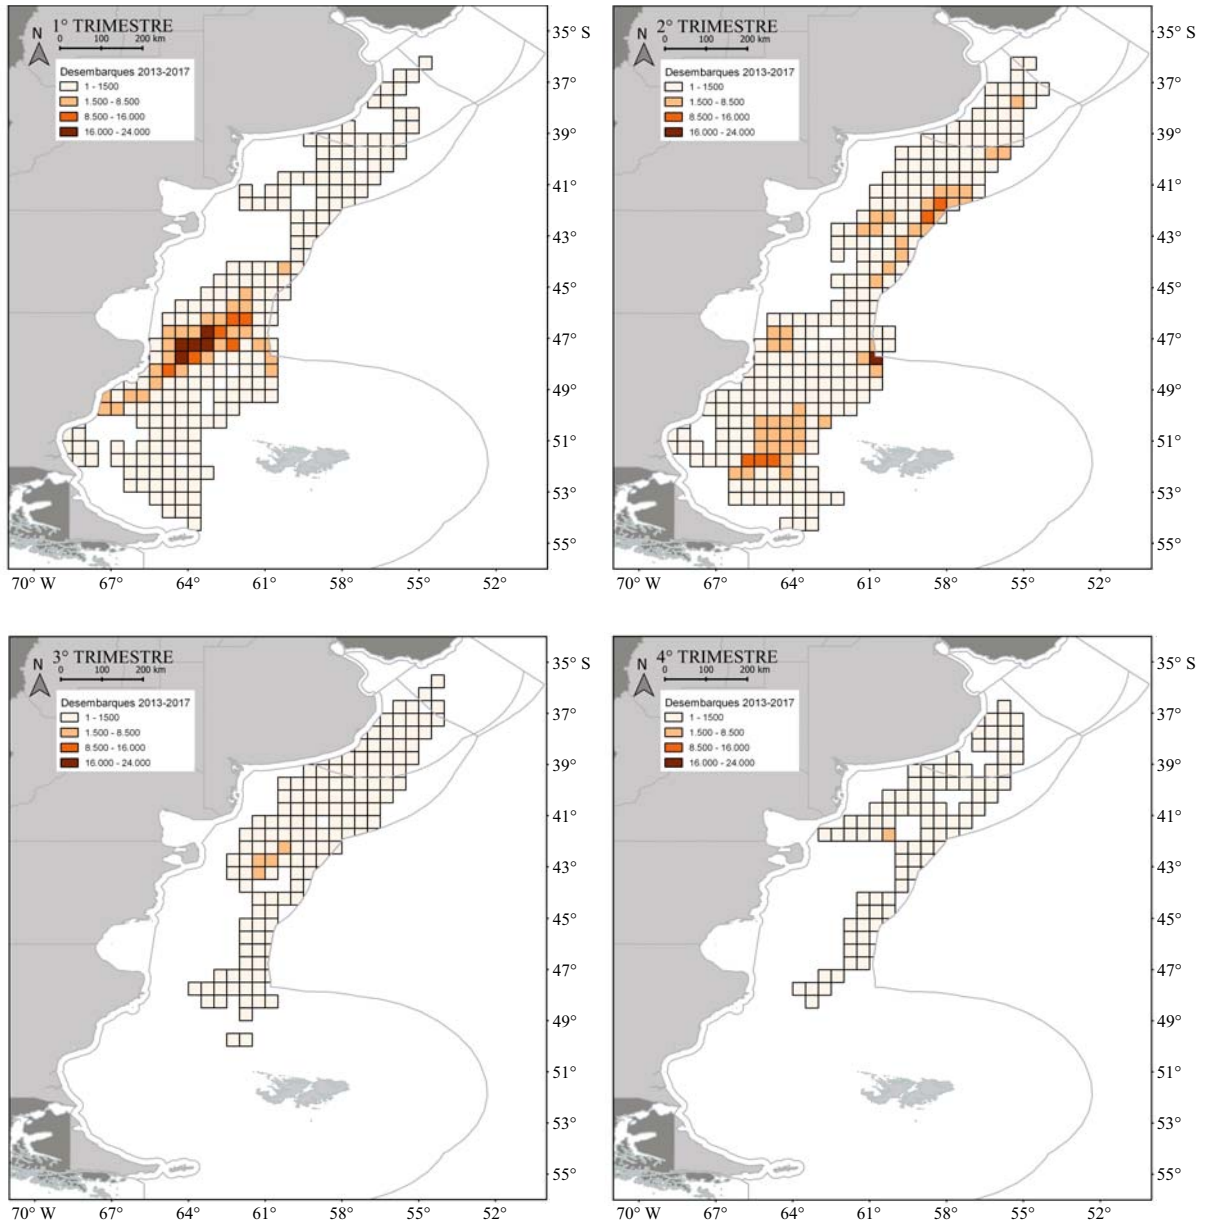 1° TRIMESTRE
N
0 100 200 km
Desembarques 2013-2017
1 - 1500
1.500 - 8.500
8.500 - 16.000
16.000 - 24.000
35° S
37°
39°
41°
43°
45°
47°
49°
51°
53°
55°
70° W 67° 64° 61° 58° 55° 52°
2° TRIMESTRE
N
0 100 200 km
Desembarques 2013-2017
1 - 1500
1.500 - 8.500
8.500 - 16.000
16.000 - 24.000
35° S
37°
39°
41°
43°
45°
47°
49°
51°
53°
55°
70° W 67° 64° 61° 58° 55° 52°
3° TRIMESTRE
N
0 100 200 km
Desembarques 2013-2017
1 - 1500
1.500 - 8.500
8.500 - 16.000
16.000 - 24.000
35° S
37°
39°
41°
43°
45°
47°
49°
51°
53°
55°
70° W 67° 64° 61° 58° 55° 52°
4° TRIMESTRE
N
0 100 200 km
Desembarques 2013-2017
1 - 1500
1.500 - 8.500
8.500 - 16.000
16.000 - 24.000
35° S
37°
39°
41°
43°
45°
47°
49°
51°
53°
55°
70° W 67° 64° 61° 58° 55° 52°